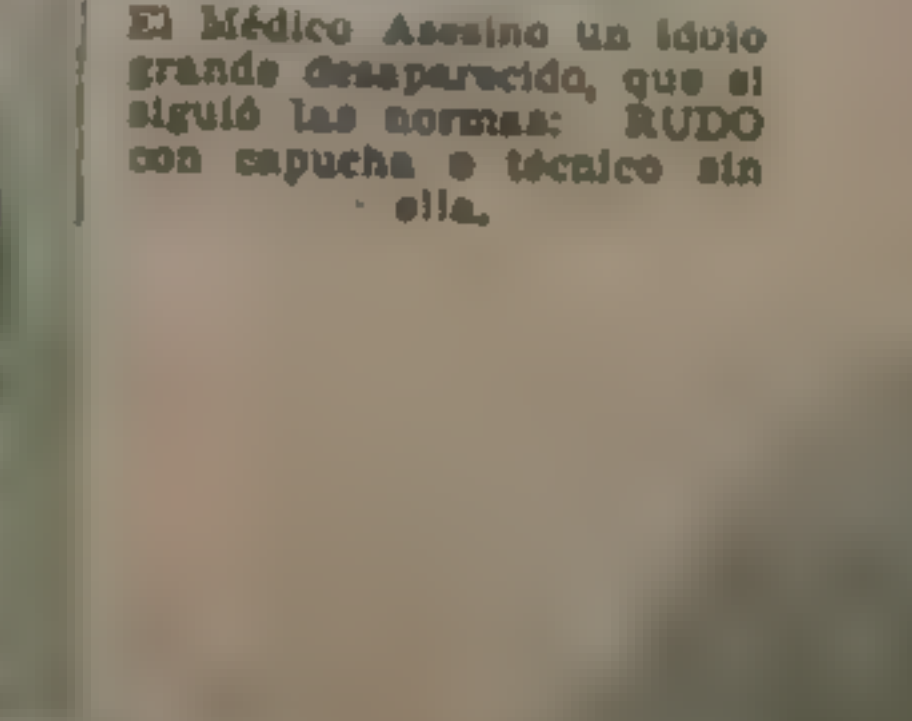 El Médico Asesino un ídolo
grande desaparecido, que sí
siguió las normas: RUDO
con capucha o técnico sin
ella.